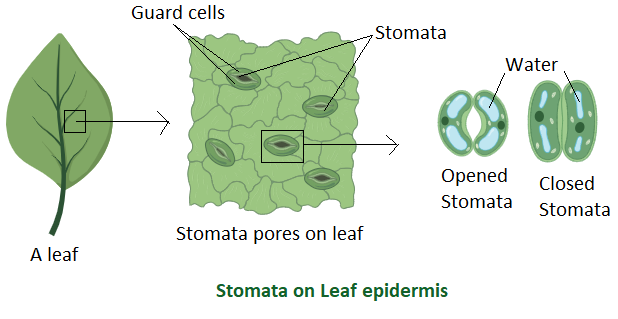 Guard cells
Stomata
Water
Opened
Stomata
Closed
Stomata
Stomata pores on leaf
A leaf
Stomata on Leaf epidermis